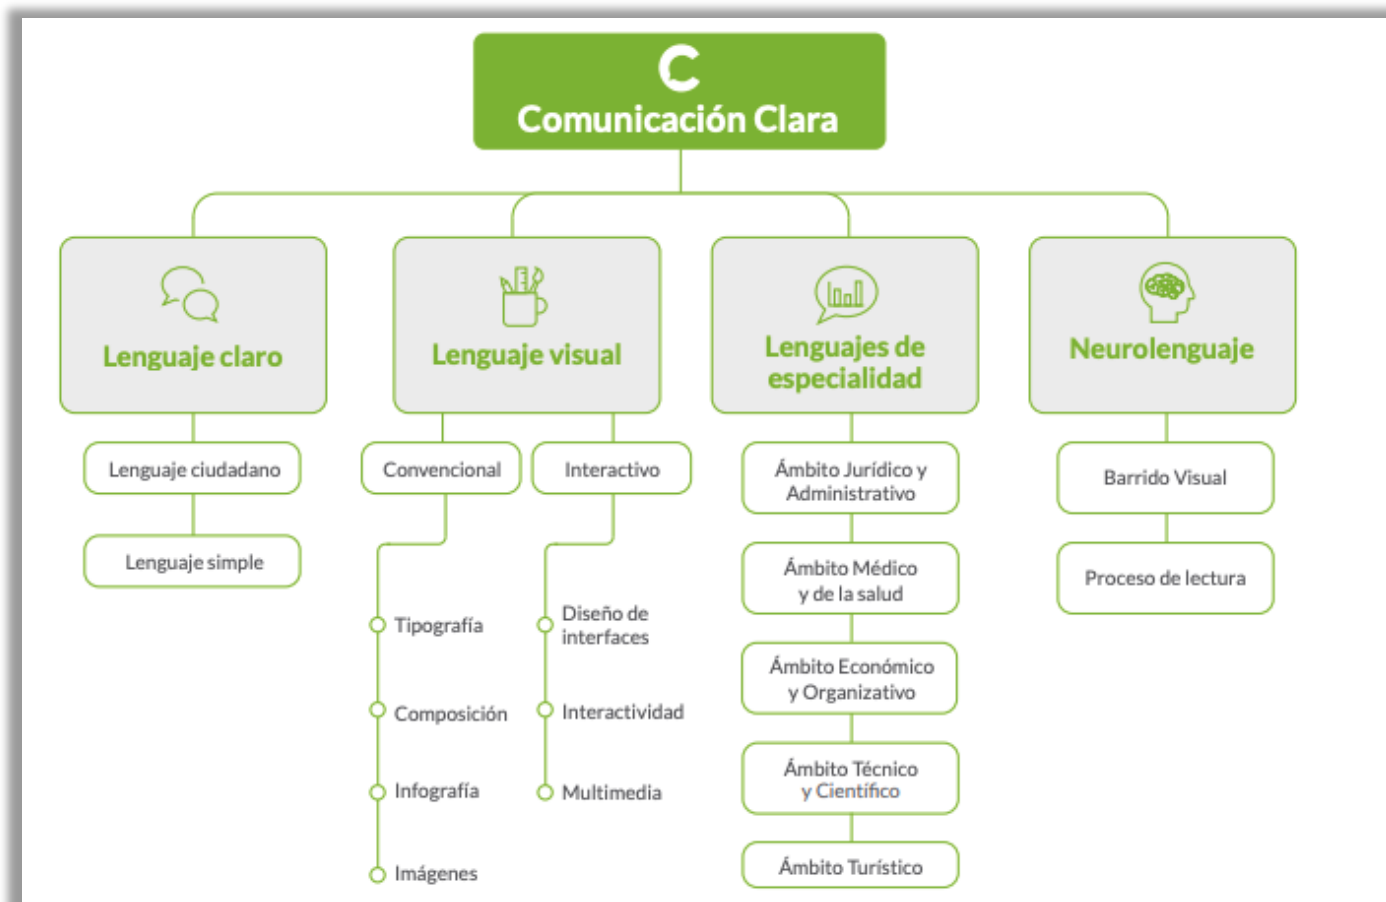 C
Comunicación Clara
Lenguaje claro
Lenguaje ciudadano
Lenguaje simple
Lenguaje visual
Convencional
Tipografía
Composición
Infografía
Imágenes
Interactivo
Diseño de
interfaces
Interactividad
Multimedia
Lenguajes de
especialidad
Ámbito Jurídico y
Administrativo
Ámbito Médico
y de la salud
Ámbito Económico
y Organizativo
Ámbito Técnico
y Científico
Ámbito Turístico
Neurolenguaje
Barrido Visual
Proceso de lectura